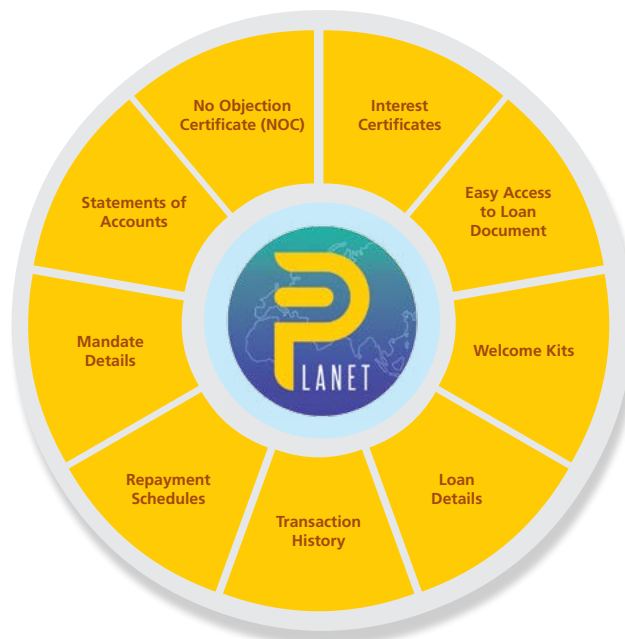 No Objection
Certificate (NOC)
Interest
Certificates
Easy Access
to Loan
Document
Welcome Kits
Loan
Details
Transaction
History
Repayment
Schedules
Mandate
Details
Statements of
Accounts
PLANET